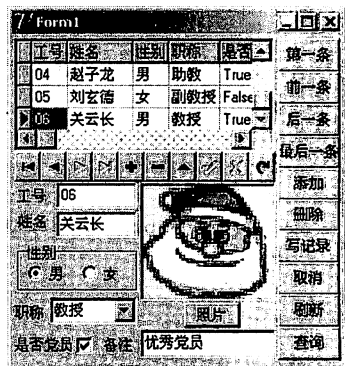 Form1
工号 姓名 性别 职称 是否
04 赵子龙 男 助教 True
05 刘玄德 女 副教授 False
06 关云长 男 教授 True
第一条
前一条
后一条
最后一条
添加
删除
写记录
取消
刷新
查询
工号 06
姓名 关云长
性别
男 女
职称 教授
照片
是否党员 备注 优秀党员